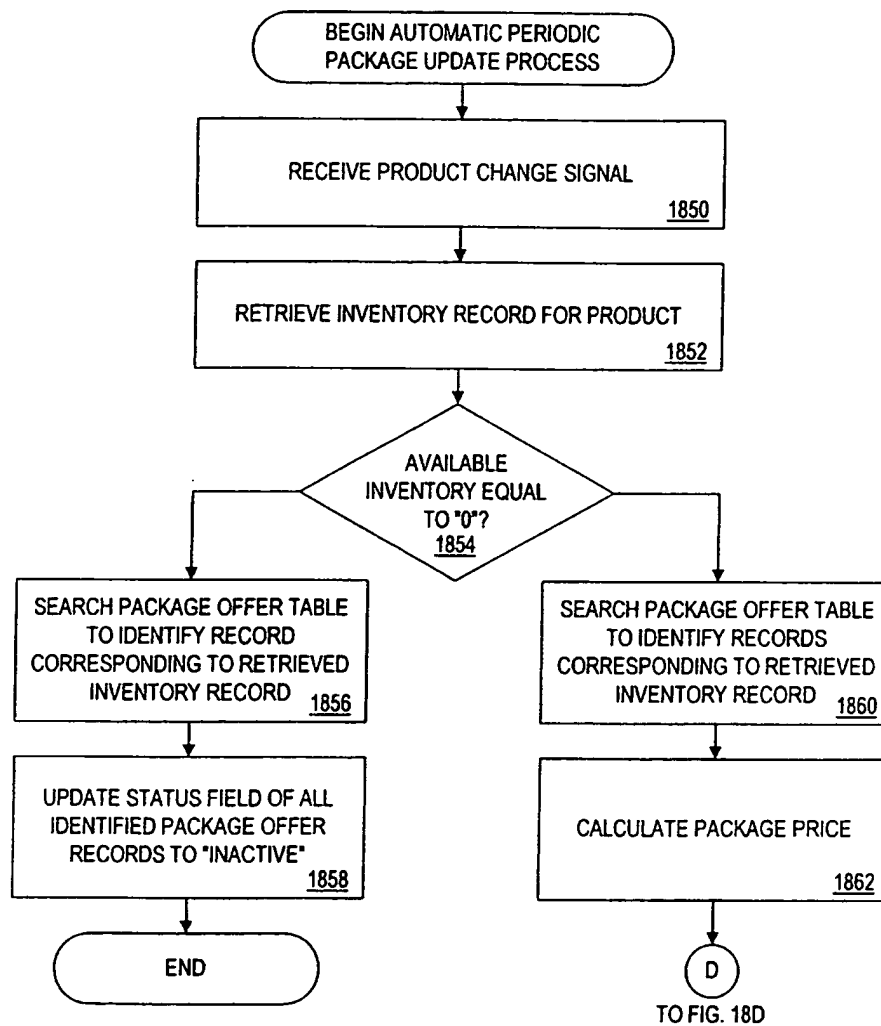 BEGIN AUTOMATIC PERIODIC
PACKAGE UPDATE PROCESS
RECEIVE PRODUCT CHANGE SIGNAL
1850
RETRIEVE INVENTORY RECORD FOR PRODUCT
1852
AVAILABLE
INVENTORY EQUAL
TO "0"?
1854
SEARCH PACKAGE OFFER TABLE
TO IDENTIFY RECORD
CORRESPONDING TO RETRIEVED
INVENTORY RECORD
1856
UPDATE STATUS FIELD OF ALL
IDENTIFIED PACKAGE OFFER
RECORDS TO "INACTIVE"
1858
END
SEARCH PACKAGE OFFER TABLE
TO IDENTIFY RECORDS
CORRESPONDING TO RETRIEVED
INVENTORY RECORD
1860
CALCULATE PACKAGE PRICE
1862
D
TO FIG. 18D